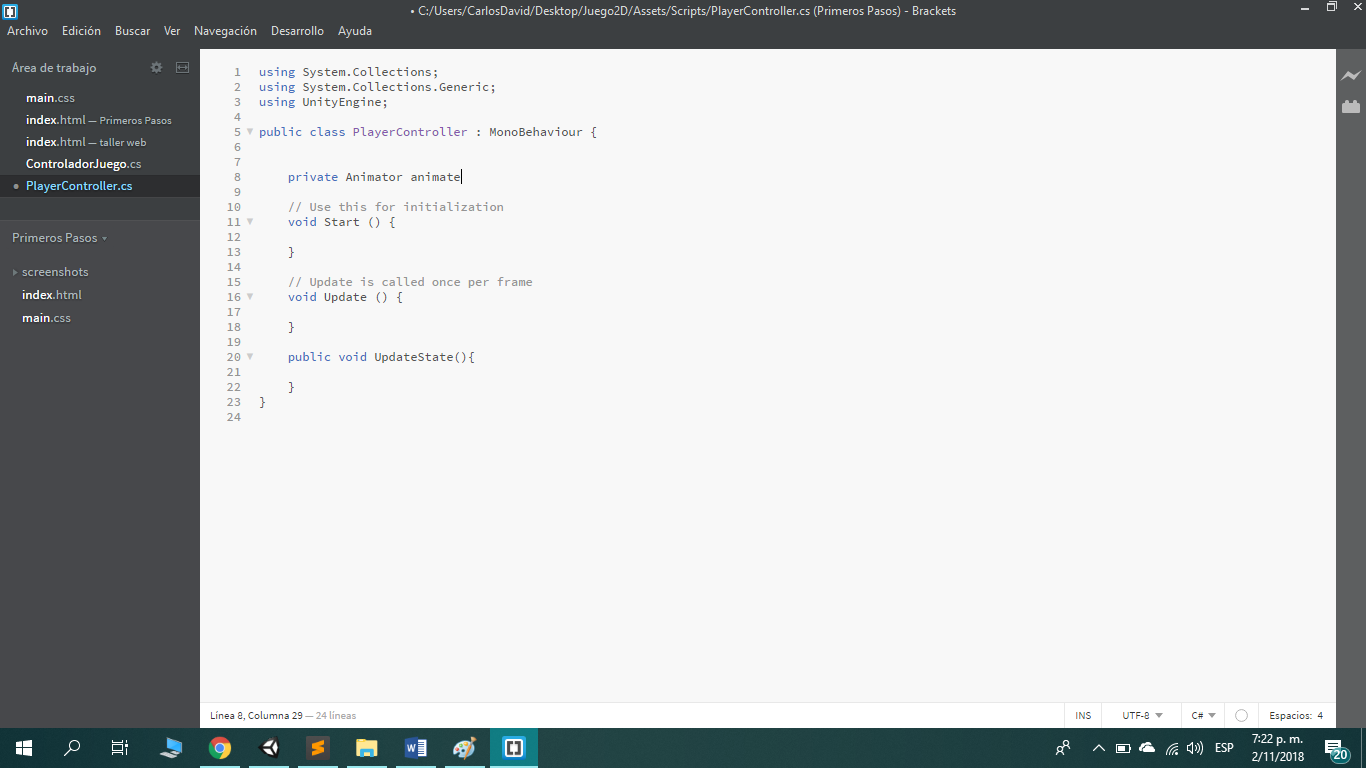 • C:/Users/CarlosDavid/Desktop/Juego2D/Assets/Scripts/PlayerController.cs (Primeros Pasos) - Brackets
Archivo Edición Buscar Ver Navegación Desarrollo Ayuda
Área de trabajo
main.css
index.html — Primeros Pasos
index.html — taller web
ControladorJuego.cs
• PlayerController.cs
Primeros Pasos
screenshots
index.html
main.css
1 using System.Collections;
2 using System.Collections.Generic;
3 using UnityEngine;
4
5 public class PlayerController : MonoBehaviour {
6
7
8 private Animator animate
9
10 // Use this for initialization
11 void Start () {
12
13 }
14
15 // Update is called once per frame
16 void Update () {
17
18 }
19
20 public void UpdateState(){
21
22 }
23 }
24
Línea 8, Columna 29 — 24 líneas INS UTF-8 C# Espacios: 4
ESP 7:22 p. m.
2/11/2018 20